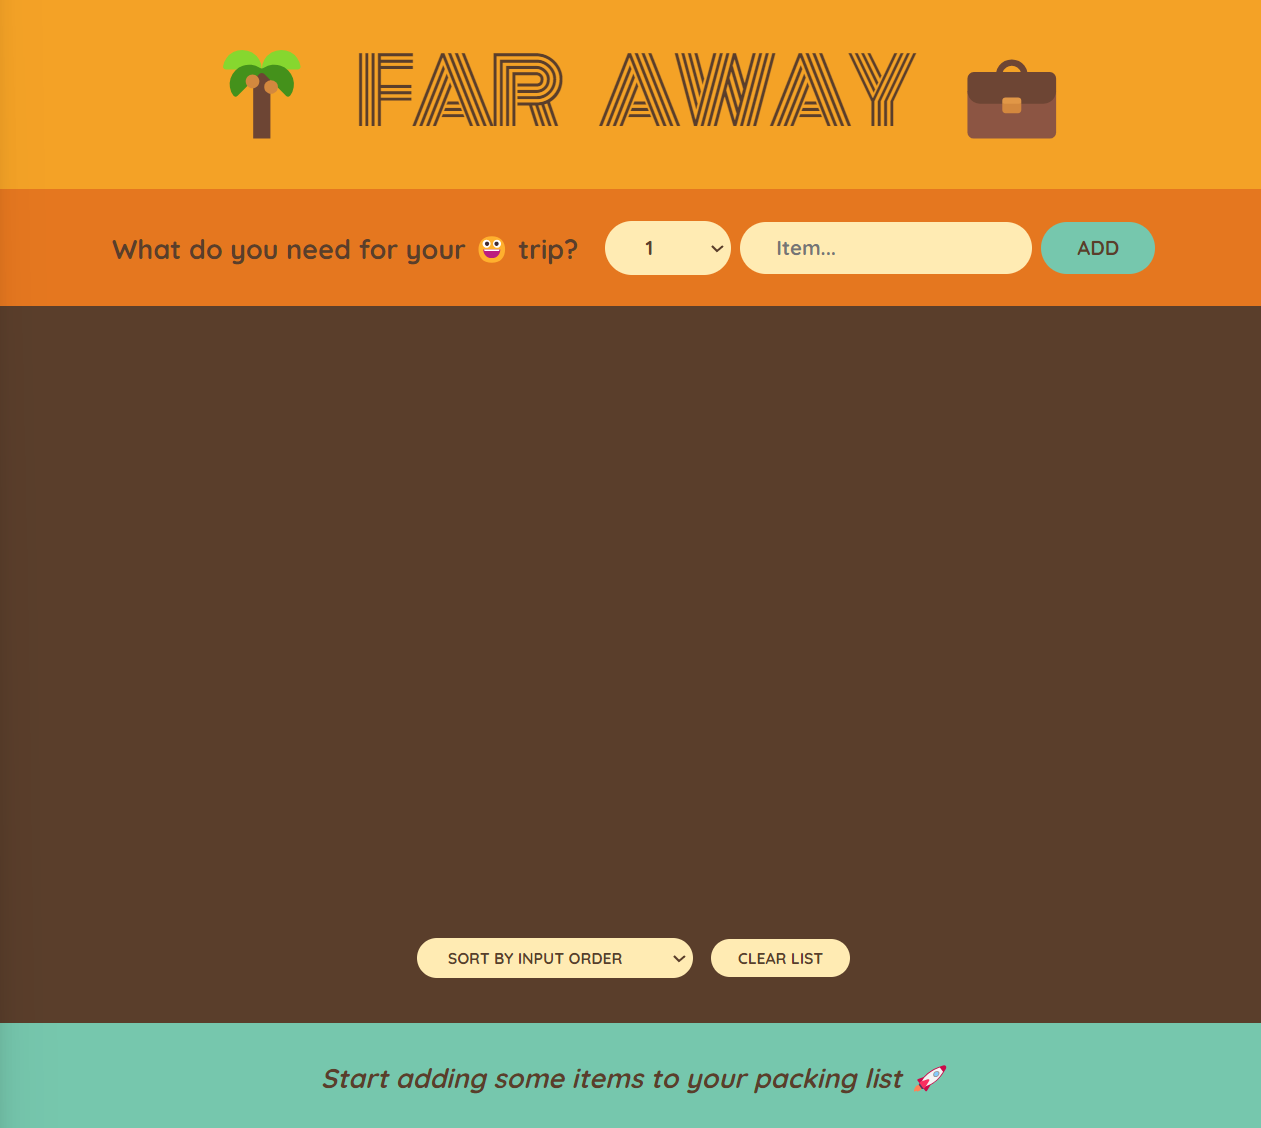 FAR AWAY
What do you need for your 😍 trip? 1 Item... ADD
SORT BY INPUT ORDER CLEAR LIST
Start adding some items to your packing list 🚀